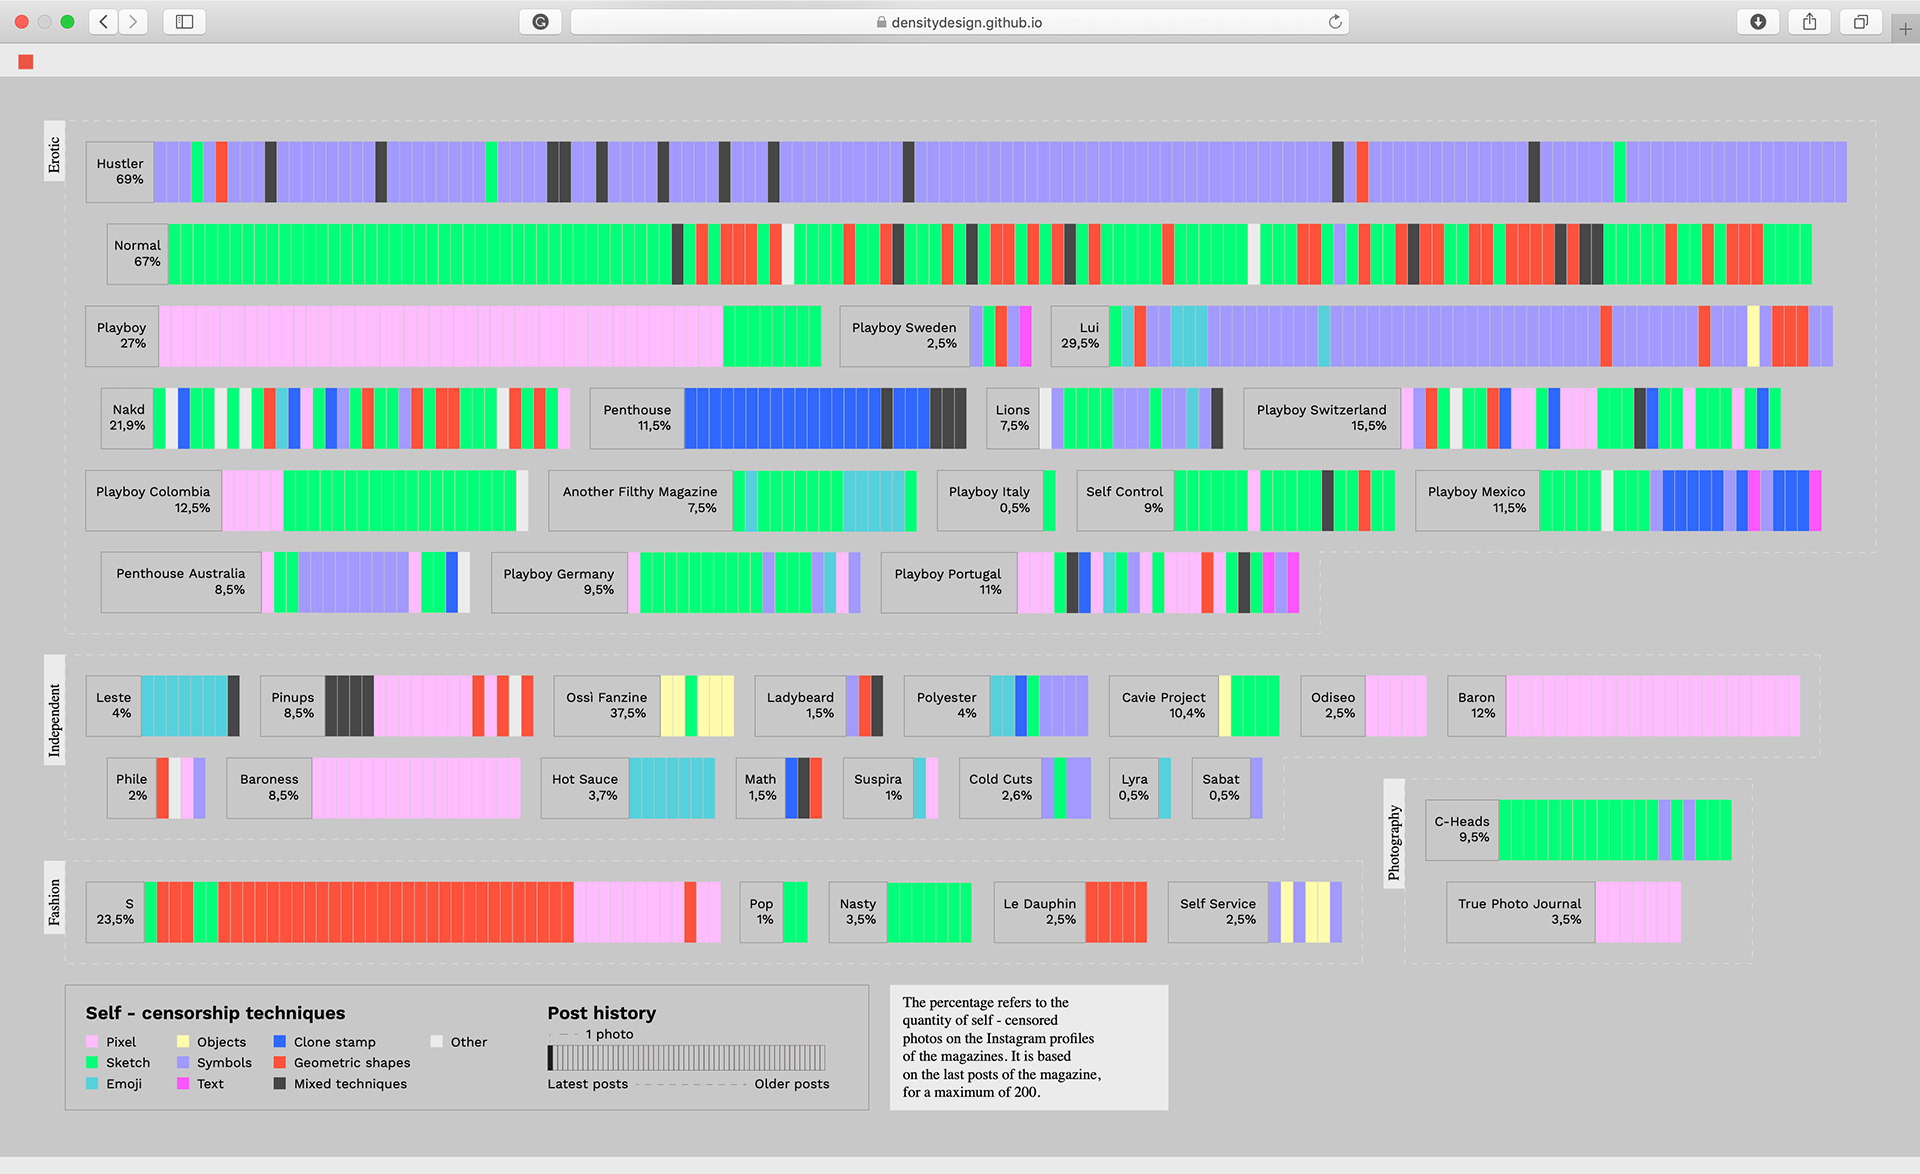 densitydesign.github.io
Erotic
Hustler
69%
Normal
67%
Playboy
27%
Playboy Sweden
2,5%
Lui
29,5%
Nakd
21,9%
Penthouse
11,5%
Lions
7,5%
Playboy Switzerland
15,5%
Playboy Colombia
12,5%
Another Filthy Magazine
7,5%
Playboy Italy
0,5%
Self Control
9%
Playboy Mexico
11,5%
Penthouse Australia
8,5%
Playboy Germany
9,5%
Playboy Portugal
11%
Independent
Leste
4%
Pinups
8,5%
Ossì Fanzine
37,5%
Ladybeard
1,5%
Polyester
4%
Cavie Project
10,4%
Odiseo
2,5%
Baron
12%
Phile
2%
Baroness
8,5%
Hot Sauce
3,7%
Math
1,5%
Suspira
1%
Cold Cuts
2,6%
Lyra
0,5%
Sabat
0,5%
Photography
C-Heads
9,5%
True Photo Journal
3,5%
Fashion
S
23,5%
Pop
1%
Nasty
3,5%
Le Dauphin
2,5%
Self Service
2,5%
Self - censorship techniques
Pixel
Objects
Clone stamp
Other
Sketch
Symbols
Geometric shapes
Emoji
Text
Mixed techniques
Post history
1 photo
Latest posts
Older posts
The percentage refers to the
quantity of self - censored
photos on the Instagram profiles
of the magazines. It is based
on the last posts of the magazine,
for a maximum of 200.